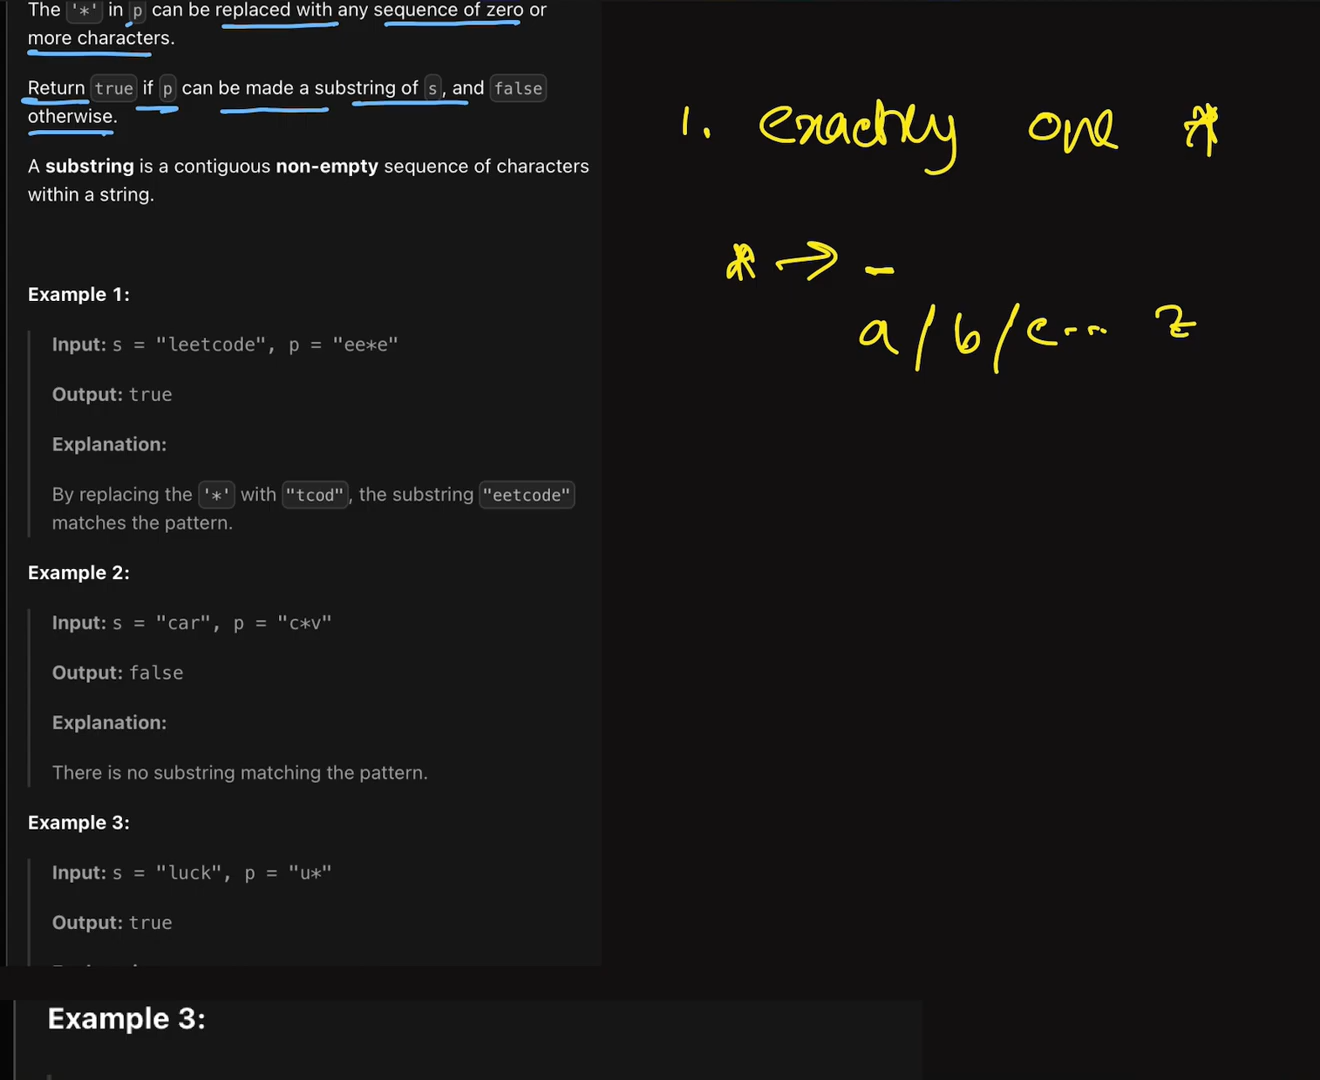 The '*' in p can be replaced with any sequence of zero or
more characters.
Return true if p can be made a substring of s, and false
otherwise.
A substring is a contiguous non-empty sequence of characters
within a string.
Example 1:
Input: s = "leetcode", p = "ee*e"
Output: true
Explanation:
By replacing the '*' with "tcod", the substring "eetcode"
matches the pattern.
Example 2:
Input: s = "car", p = "c*v"
Output: false
Explanation:
There is no substring matching the pattern.
Example 3:
Input: s = "luck", p = "u*"
Output: true
Example 3:
1. exactly one *
* → -
a/b/c-.. z